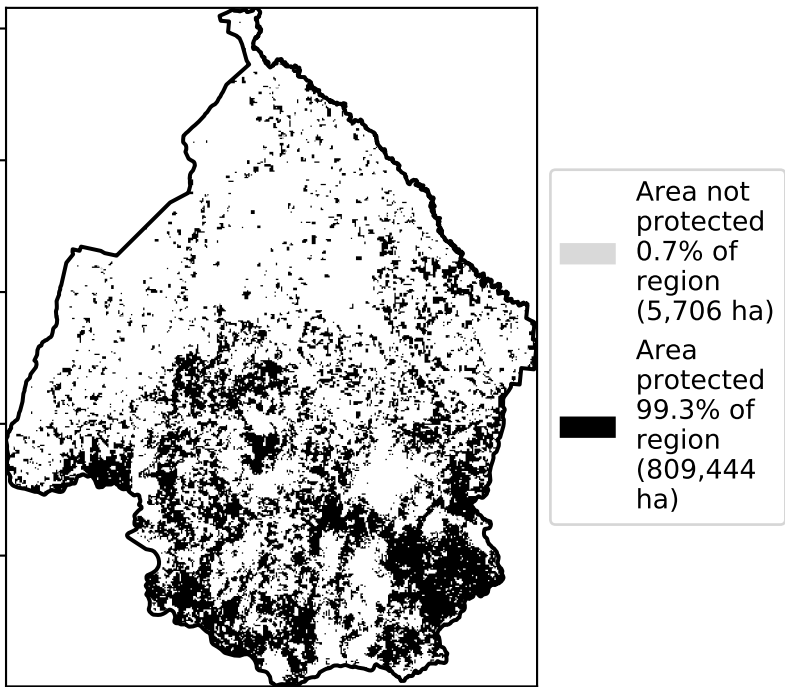 Area not
protected
0.7% of
region
(5,706 ha)
Area
protected
99.3% of
region
(809,444
ha)